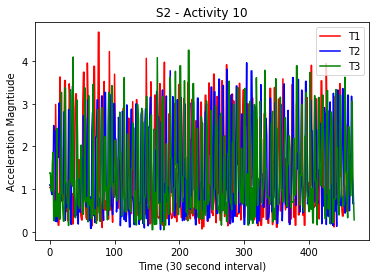 S2 - Activity 10
T1
T2
T3
4
3
2
1
0
Acceleration Magntiude
0 100 200 300 400
Time (30 second interval)